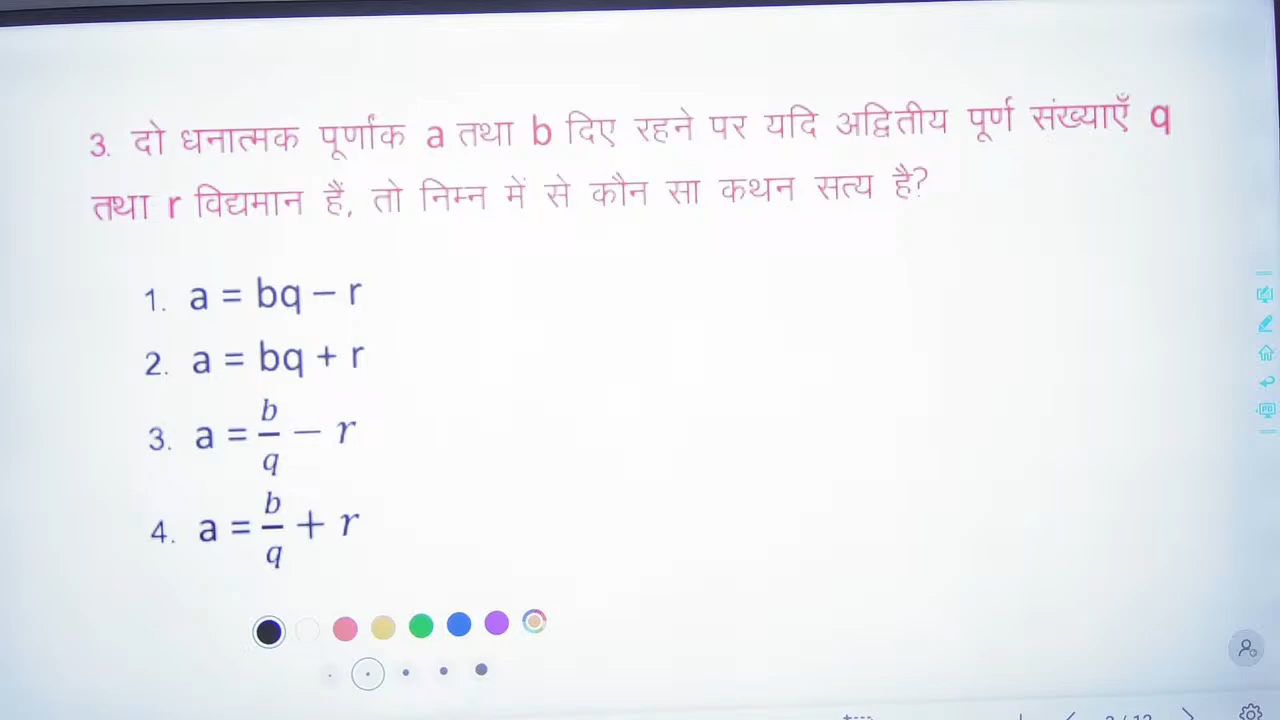 3. दो धनात्मक पूर्णांक a तथा b दिए रहने पर यदि अद्वितीय पूर्ण संख्याएँ q
तथा r विद्यमान हैं, तो निम्न में से कौन सा कथन सत्य है?
1. a = bq – r
2. a = bq + r
3. a = b/q − r
4. a = b/q + r